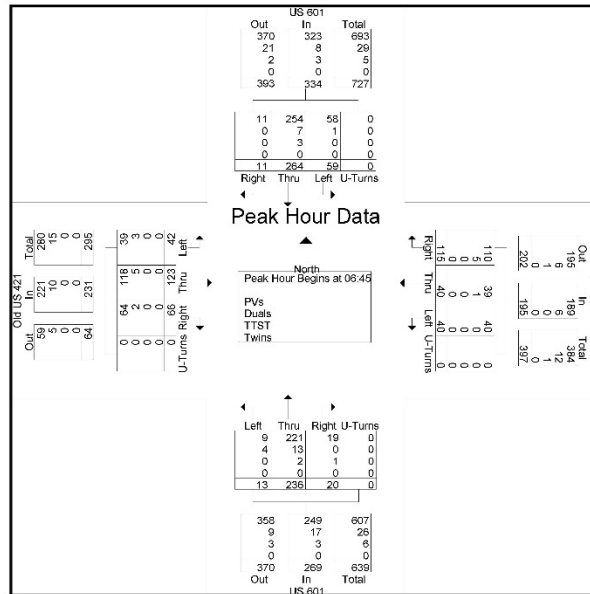 US 601
Out In Total
370 323 693
21 8 29
2 3 5
0 0 0
393 334 727
11 254 58 0
0 7 1 0
0 3 0 0
0 0 0 0
11 264 59 0
Right Thru Left U-Turns
Peak Hour Data
Old US 421
Out In Total
59 221 280
5 10 15
0 0 0
0 0 0
64 231 295
0 64 118 39
0 2 5 3
0 0 0 0
0 0 0 0
0 66 123 42
U-Turns Right Thru Left
North
Peak Hour Begins at 06:45
PVs
Duals
TTST
Twins
Out In Total
195 189 384
6 6 12
1 0 1
0 0 0
202 195 397
110 39 40 0
5 1 0 0
0 0 0 0
0 0 0 0
115 40 40 0
Right Thru Left U-Turns
Left Thru Right U-Turns
9 221 19 0
4 13 0 0
0 2 1 0
0 0 0 0
13 236 20 0
358 249 607
9 17 26
3 3 6
0 0 0
370 269 639
Out In Total
US 601